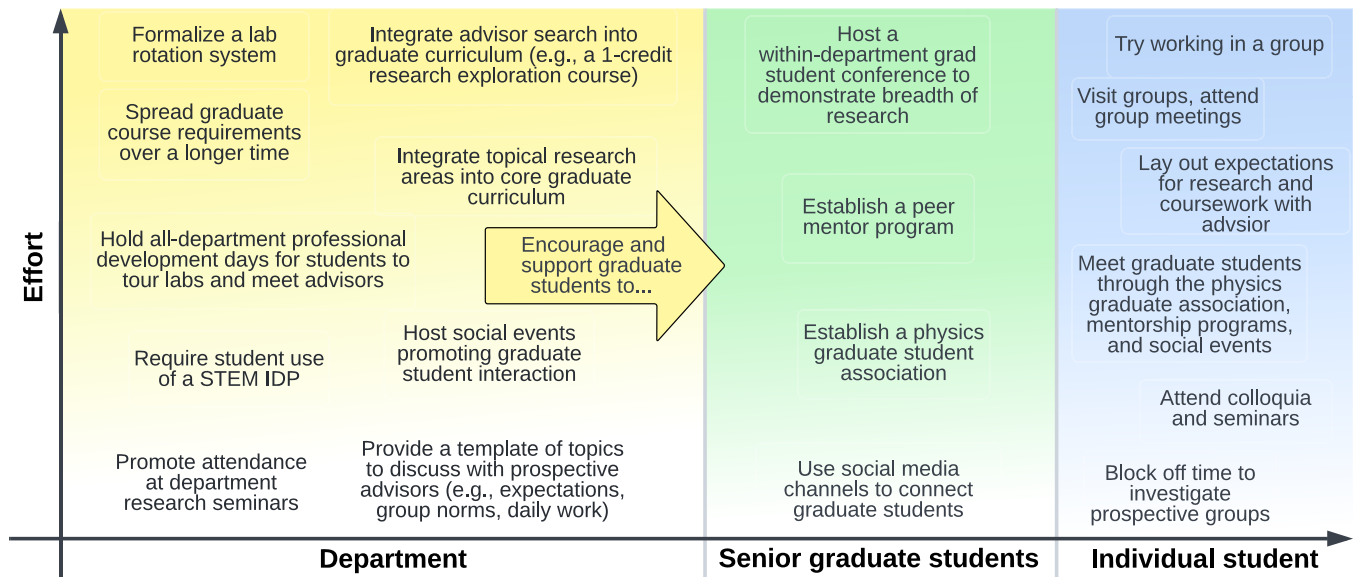 Effort
Formalize a lab
rotation system
Integrate advisor search into
graduate curriculum (e.g., a 1-credit
research exploration course)
Spread graduate
course requirements
over a longer time
Integrate topical research
areas into core graduate
curriculum
Hold all-department professional
development days for students to
tour labs and meet advisors
Encourage and
support graduate
students to...
Require student use
of a STEM IDP
Host social events
promoting graduate
student interaction
Promote attendance
at department
research seminars
Provide a template of topics
to discuss with prospective
advisors (e.g., expectations,
group norms, daily work)
Host a
within-department grad
student conference to
demonstrate breadth of
research
Establish a peer
mentor program
Establish a physics
graduate student
association
Use social media
channels to connect
graduate students
Try working in a group
Visit groups, attend
group meetings
Lay out expectations
for research and
coursework with
advsior
Meet graduate students
through the physics
graduate association,
mentorship programs,
and social events
Attend colloquia
and seminars
Block off time to
investigate
prospective groups
Department
Senior graduate students
Individual student